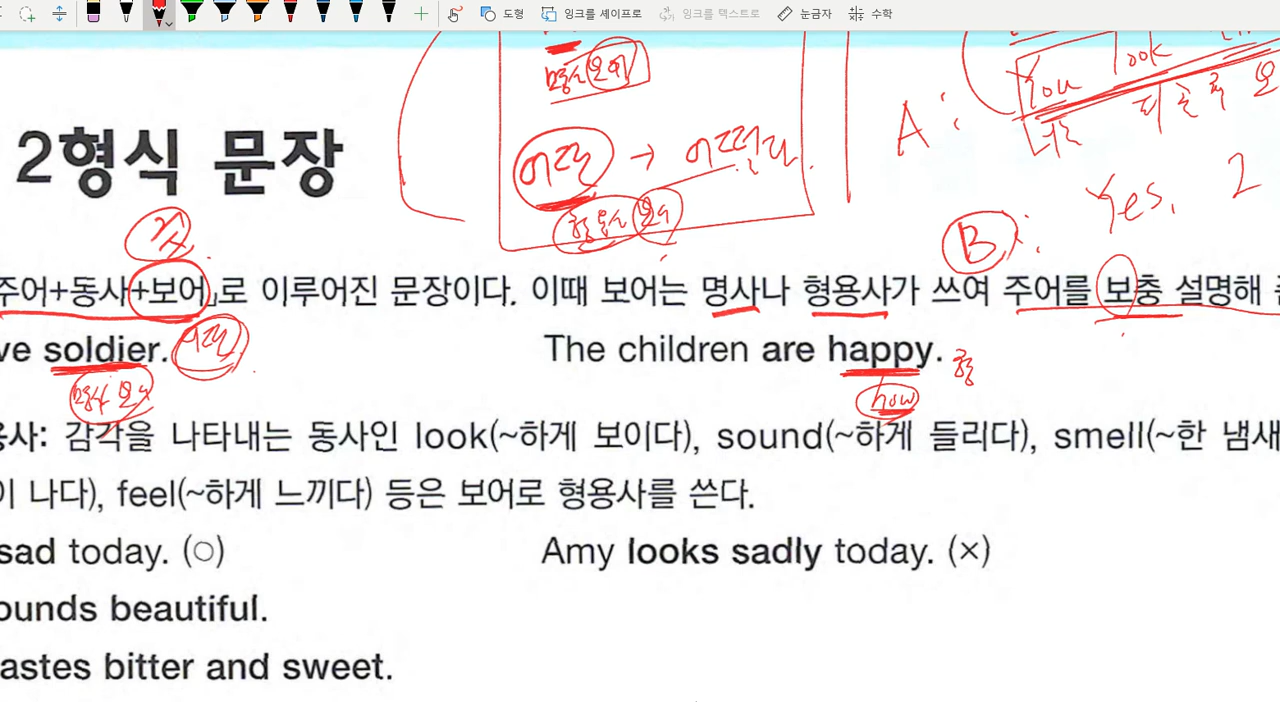 도형 잉크를 셰이프로 잉크를 텍스트로 눈금자 수학
You look
A:
어떤 → 어떠하다.
Yes, 2
B:
2형식 문장
주어+동사+보어」로 이루어진 문장이다. 이때 보어는 명사나 형용사가 쓰여 주어를 보충 설명해
ve soldier. The children are happy. 형
명사 보어 how
용사: 감각을 나타내는 동사인 look(~하게 보이다), sound(~하게 들리다), smell(~한 냄새
이 나다), feel(~하게 느끼다) 등은 보어로 형용사를 쓴다.
sad today. (○) Amy looks sadly today. (×)
ounds beautiful.
astes bitter and sweet.